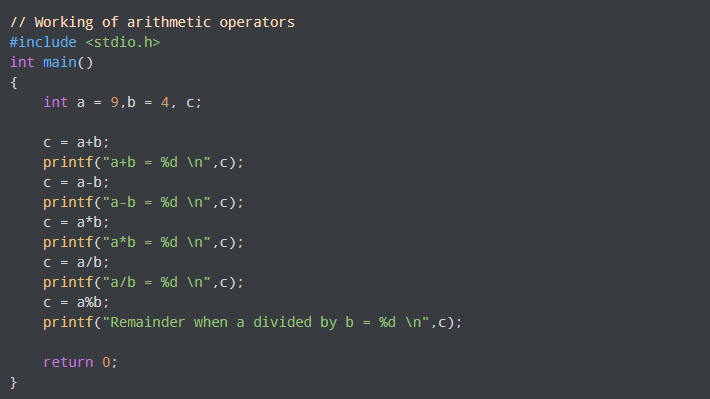 // Working of arithmetic operators
#include <stdio.h>
int main()
{
    int a = 9,b = 4, c;

    c = a+b;
    printf("a+b = %d \n",c);
    c = a-b;
    printf("a-b = %d \n",c);
    c = a*b;
    printf("a*b = %d \n",c);
    c = a/b;
    printf("a/b = %d \n",c);
    c = a%b;
    printf("Remainder when a divided by b = %d \n",c);

    return 0;
}